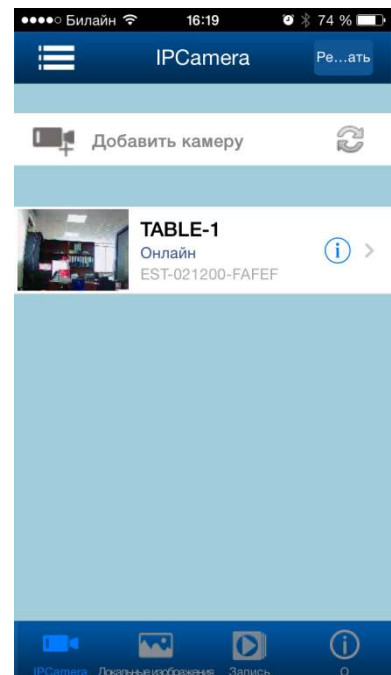 Билайн 16:19 74 %
IPCamera
Ре...ать
Добавить камеру
TABLE-1
Онлайн
EST-021200-FAFEF
IPCamera Локальные изображения Запись О